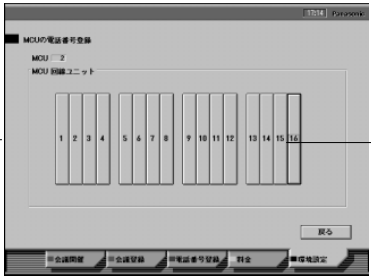 17:14 Panasonic
MCUの電話番号登録
MCU 2
MCU 回線ユニット
1 2 3 4 5 6 7 8 9 10 11 12 13 14 15 16
戻る
会議開催 会議登録 電話番号登録 料金 環境設定